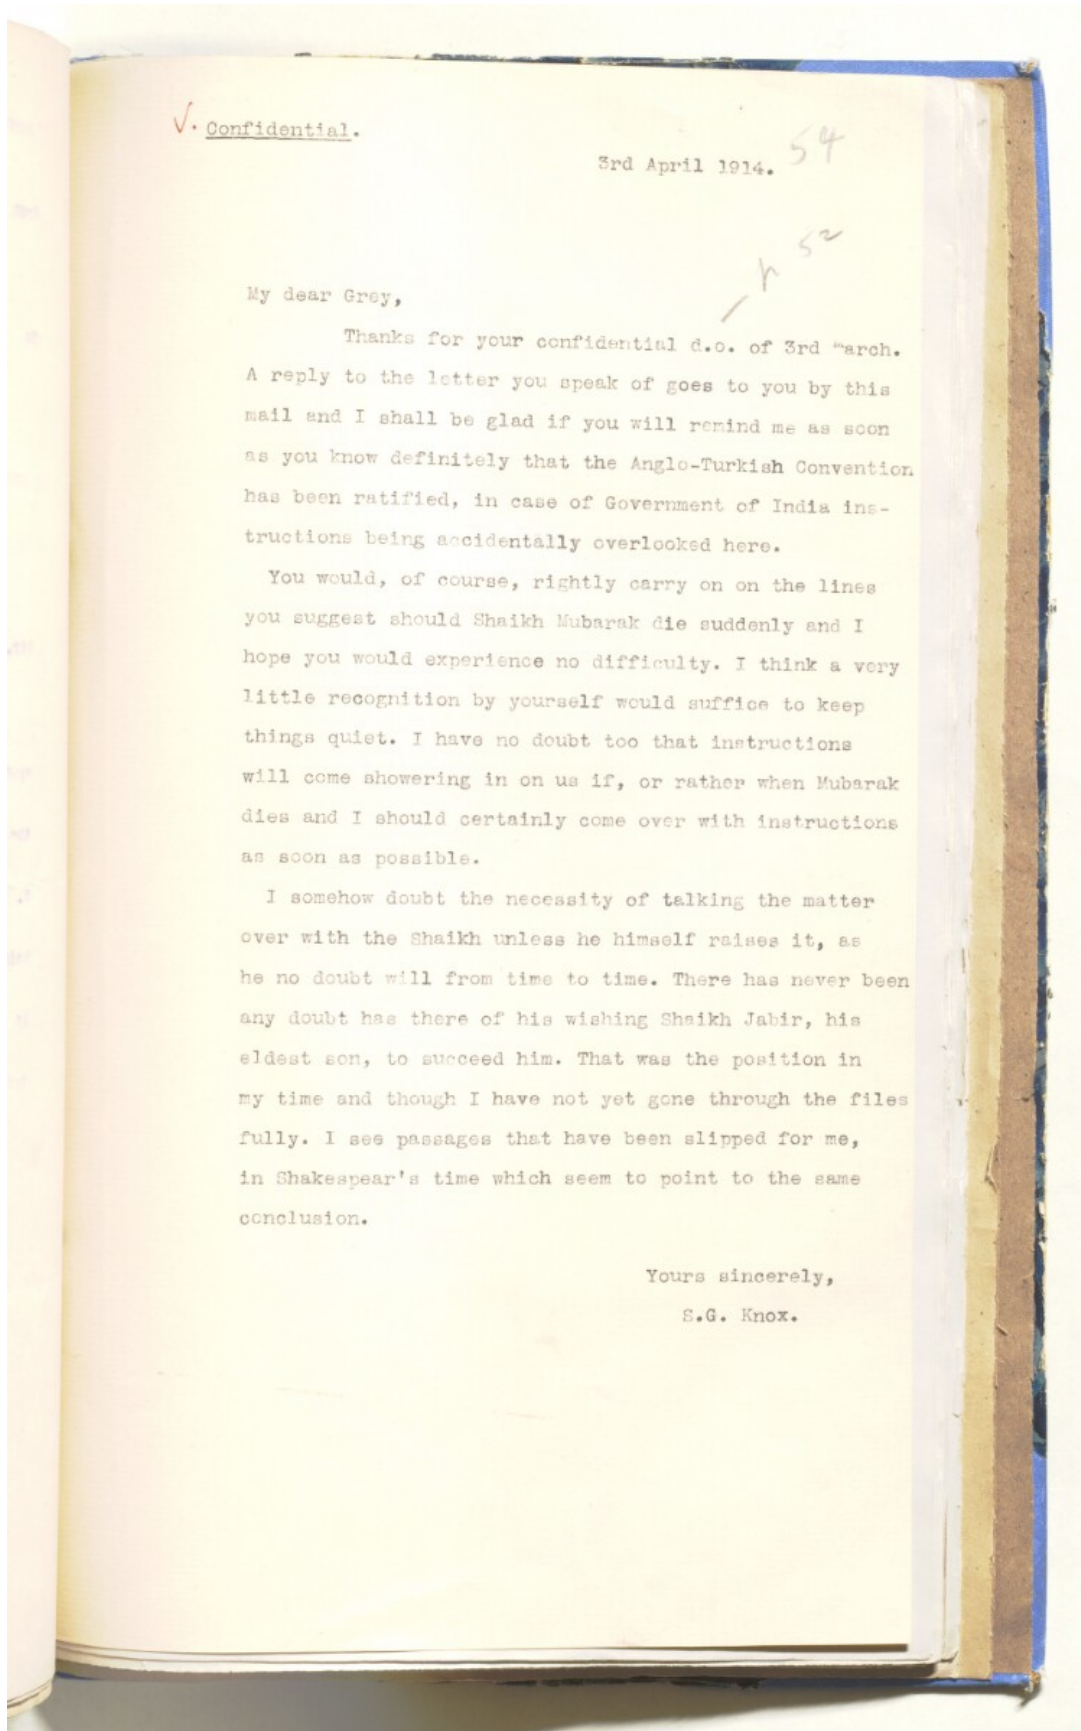 ✓. Confidential.
3rd April 1914.
54
52
My dear Grey,
Thanks for your confidential d.o. of 3rd "arch.
A reply to the letter you speak of goes to you by this
mail and I shall be glad if you will remind me as soon
as you know definitely that the Anglo-Turkish Convention
has been ratified, in case of Government of India ins-
tructions being accidentally overlooked here.
You would, of course, rightly carry on on the lines
you suggest should Shaikh Mubarak die suddenly and I
hope you would experience no difficulty. I think a very
little recognition by yourself would suffice to keep
things quiet. I have no doubt too that instructions
will come showering in on us if, or rather when Mubarak
dies and I should certainly come over with instructions
as soon as possible.
I somehow doubt the necessity of talking the matter
over with the Shaikh unless he himself raises it, as
he no doubt will from time to time. There has never been
any doubt has there of his wishing Shaikh Jabir, his
eldest son, to succeed him. That was the position in
my time and though I have not yet gone through the files
fully. I see passages that have been slipped for me,
in Shakespear's time which seem to point to the same
conclusion.
Yours sincerely,
S.G. Knox.